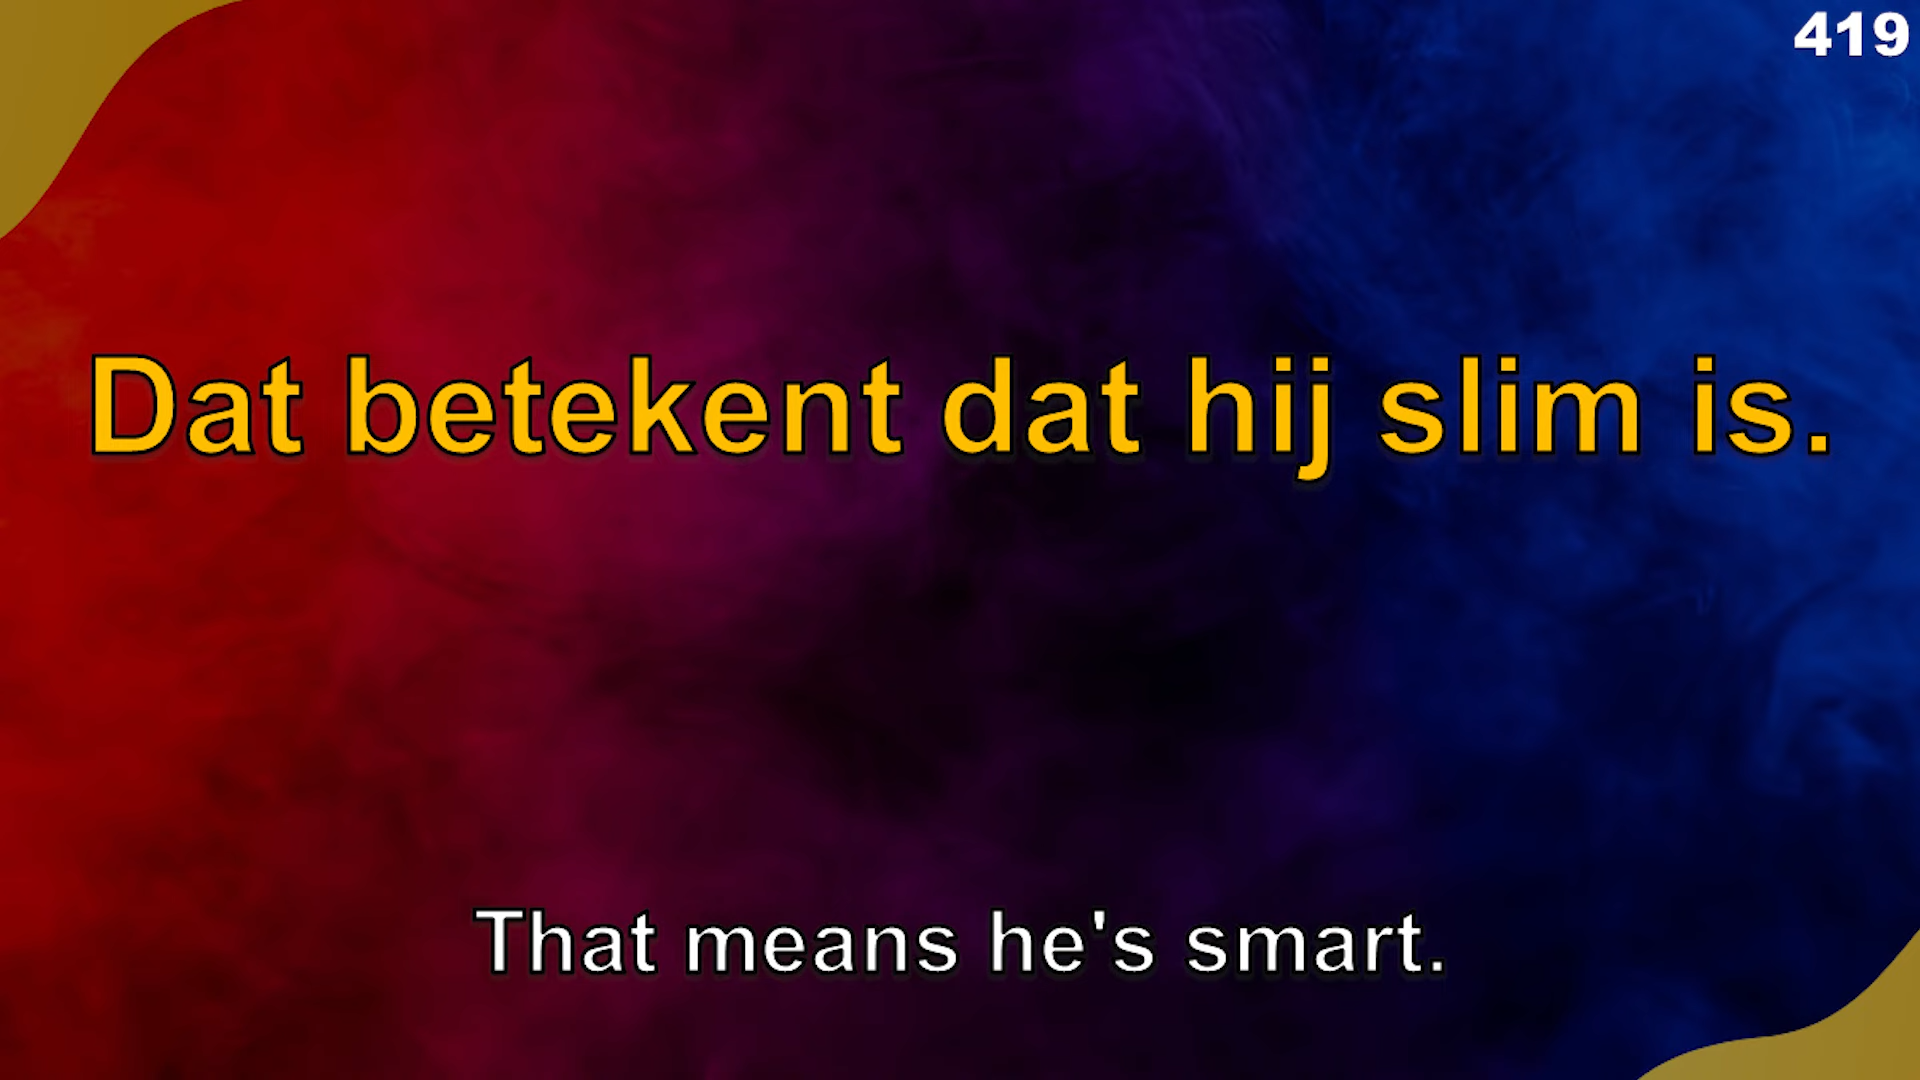 419
Dat betekent dat hij slim is.
That means he's smart.